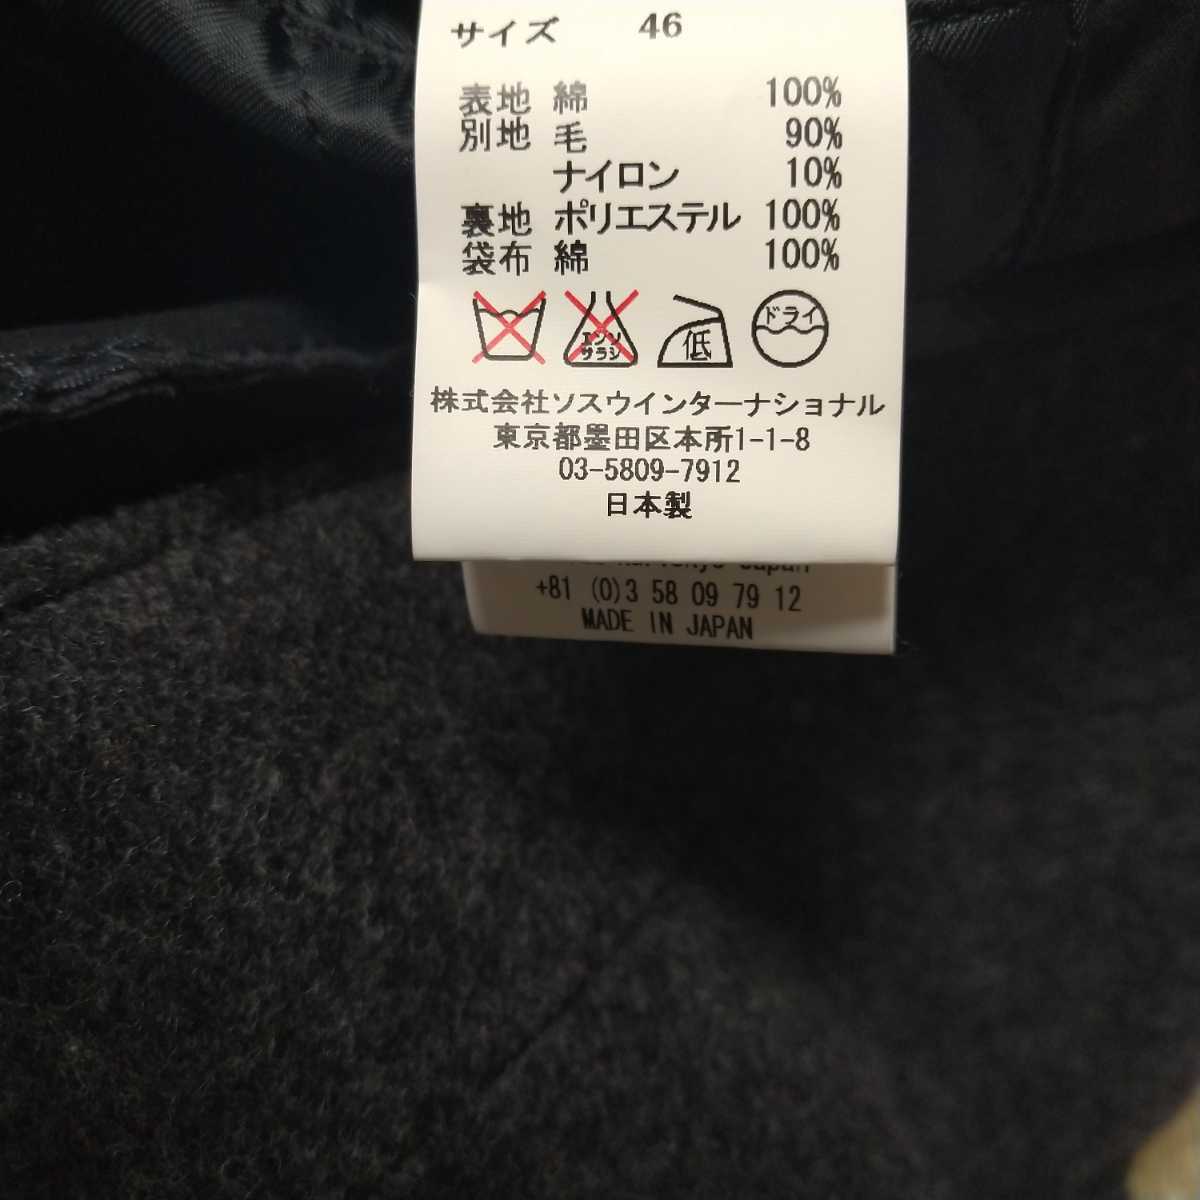 サイズ 46
表地 綿 100%
別地 毛 90%
ナイロン 10%
裏地 ポリエステル 100%
袋布 綿 100%
エンソ サラシ 低 ドライ
株式会社ソスウインターナショナル
東京都墨田区本所1-1-8
03-5809-7912
日本製
Japan
+81 (0)3 58 09 79 12
MADE IN JAPAN